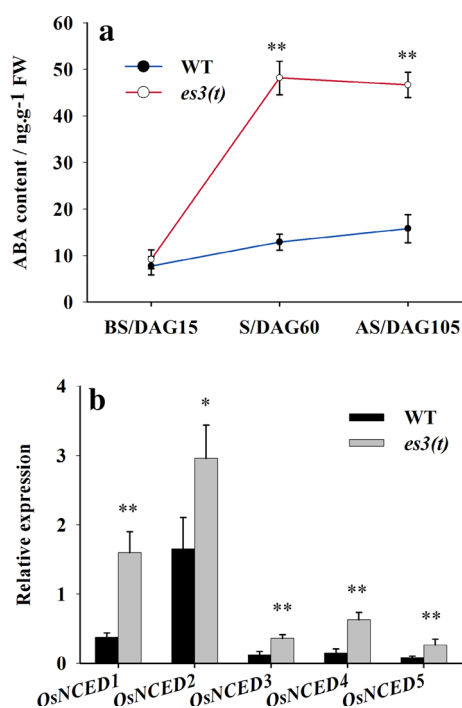 a
WT
es3(t)
ABA content / ng.g-1 FW
60
50
40
30
20
10
0
**
**
BS/DAG15 S/DAG60 AS/DAG105
b
WT
es3(t)
Relative expression
4
3
2
1
0
**
*
**
**
**
OsNCED1 OsNCED2 OsNCED3 OsNCED4 OsNCED5